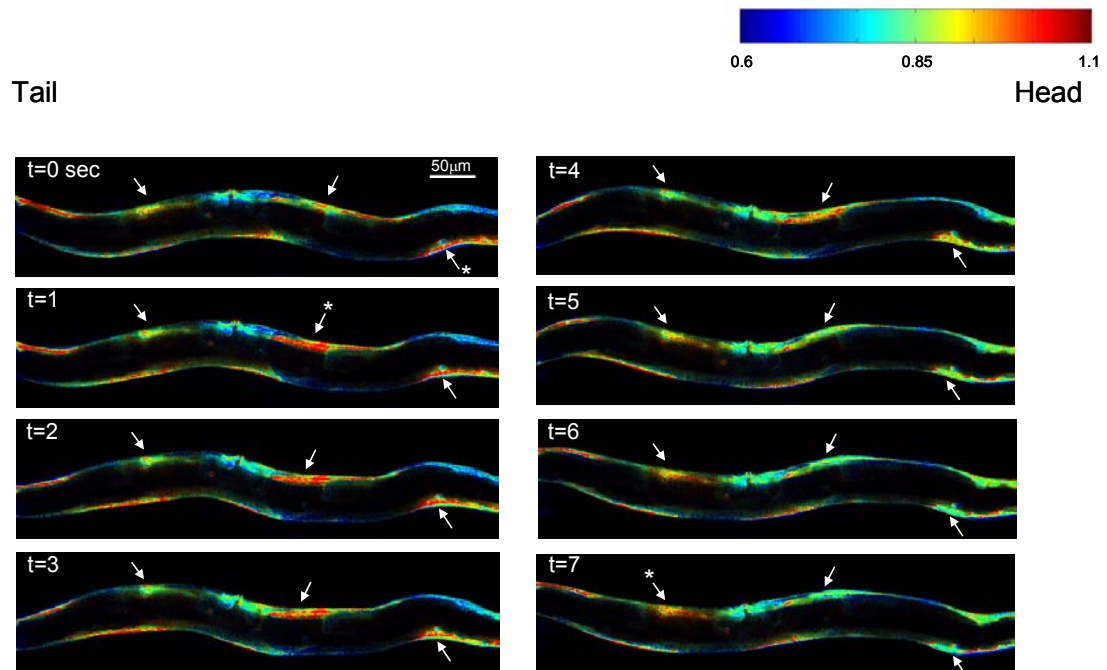 0.6 0.85 1.1
Tail Head
t=0 sec 50μm
*
t=4
t=1 *
t=5
t=2
t=6
t=3
t=7
*